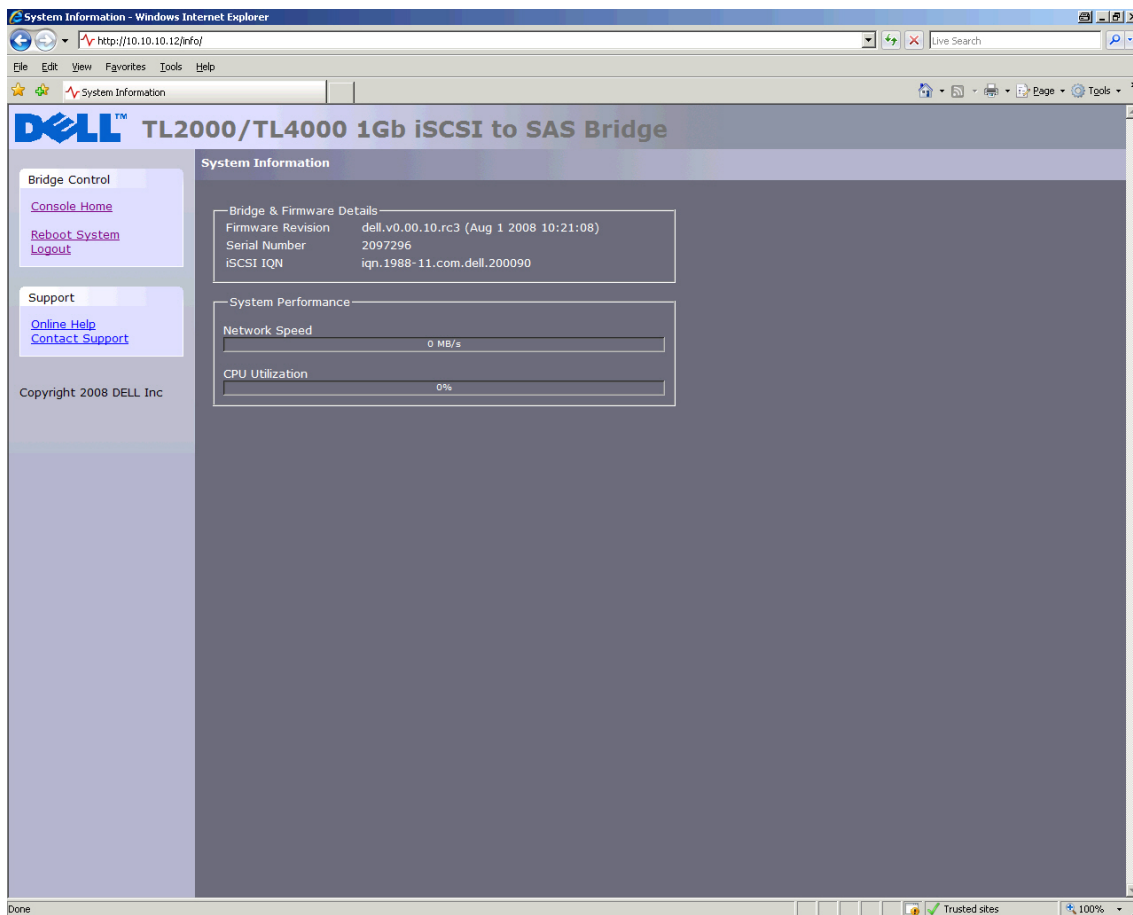 System Information - Windows Internet Explorer
http://10.10.10.12/info/
Live Search
File Edit View Favorites Tools Help
System Information
Page Tools
DELL™ TL2000/TL4000 1Gb iSCSI to SAS Bridge
System Information
Bridge Control
Console Home
Reboot System
Logout
Support
Online Help
Contact Support
Copyright 2008 DELL Inc
Bridge & Firmware Details
Firmware Revision dell.v0.00.10.rc3 (Aug 1 2008 10:21:08)
Serial Number 2097296
iSCSI IQN iqn.1988-11.com.dell.200090
System Performance
Network Speed
0 MB/s
CPU Utilization
0%
Done
Trusted sites
100%